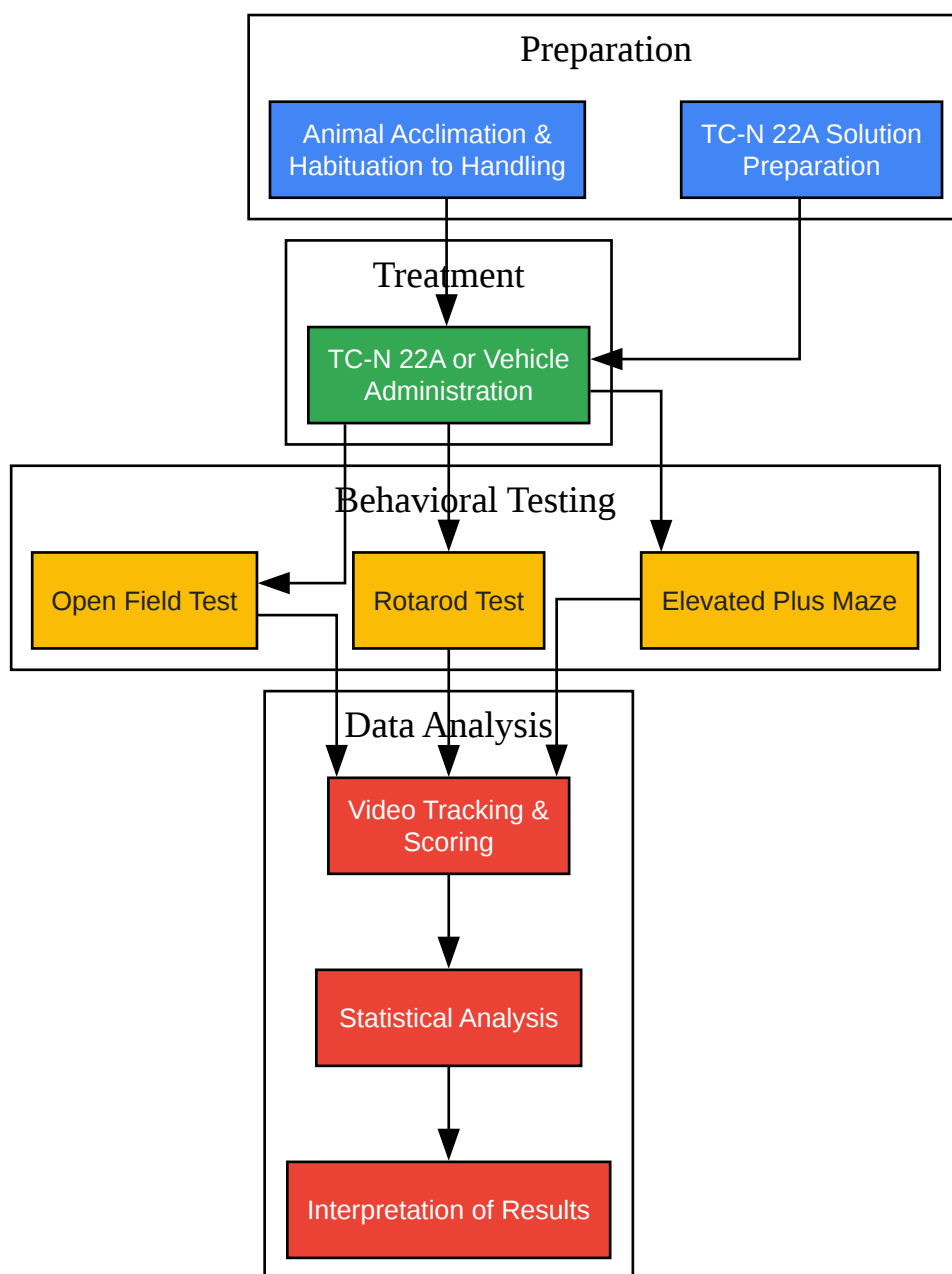 Preparation
Animal Acclimation &
Habituation to Handling
TC-N 22A Solution
Preparation
Treatment
TC-N 22A or Vehicle
Administration
Behavioral Testing
Open Field Test
Rotarod Test
Elevated Plus Maze
Data Analysis
Video Tracking &
Scoring
Statistical Analysis
Interpretation of Results